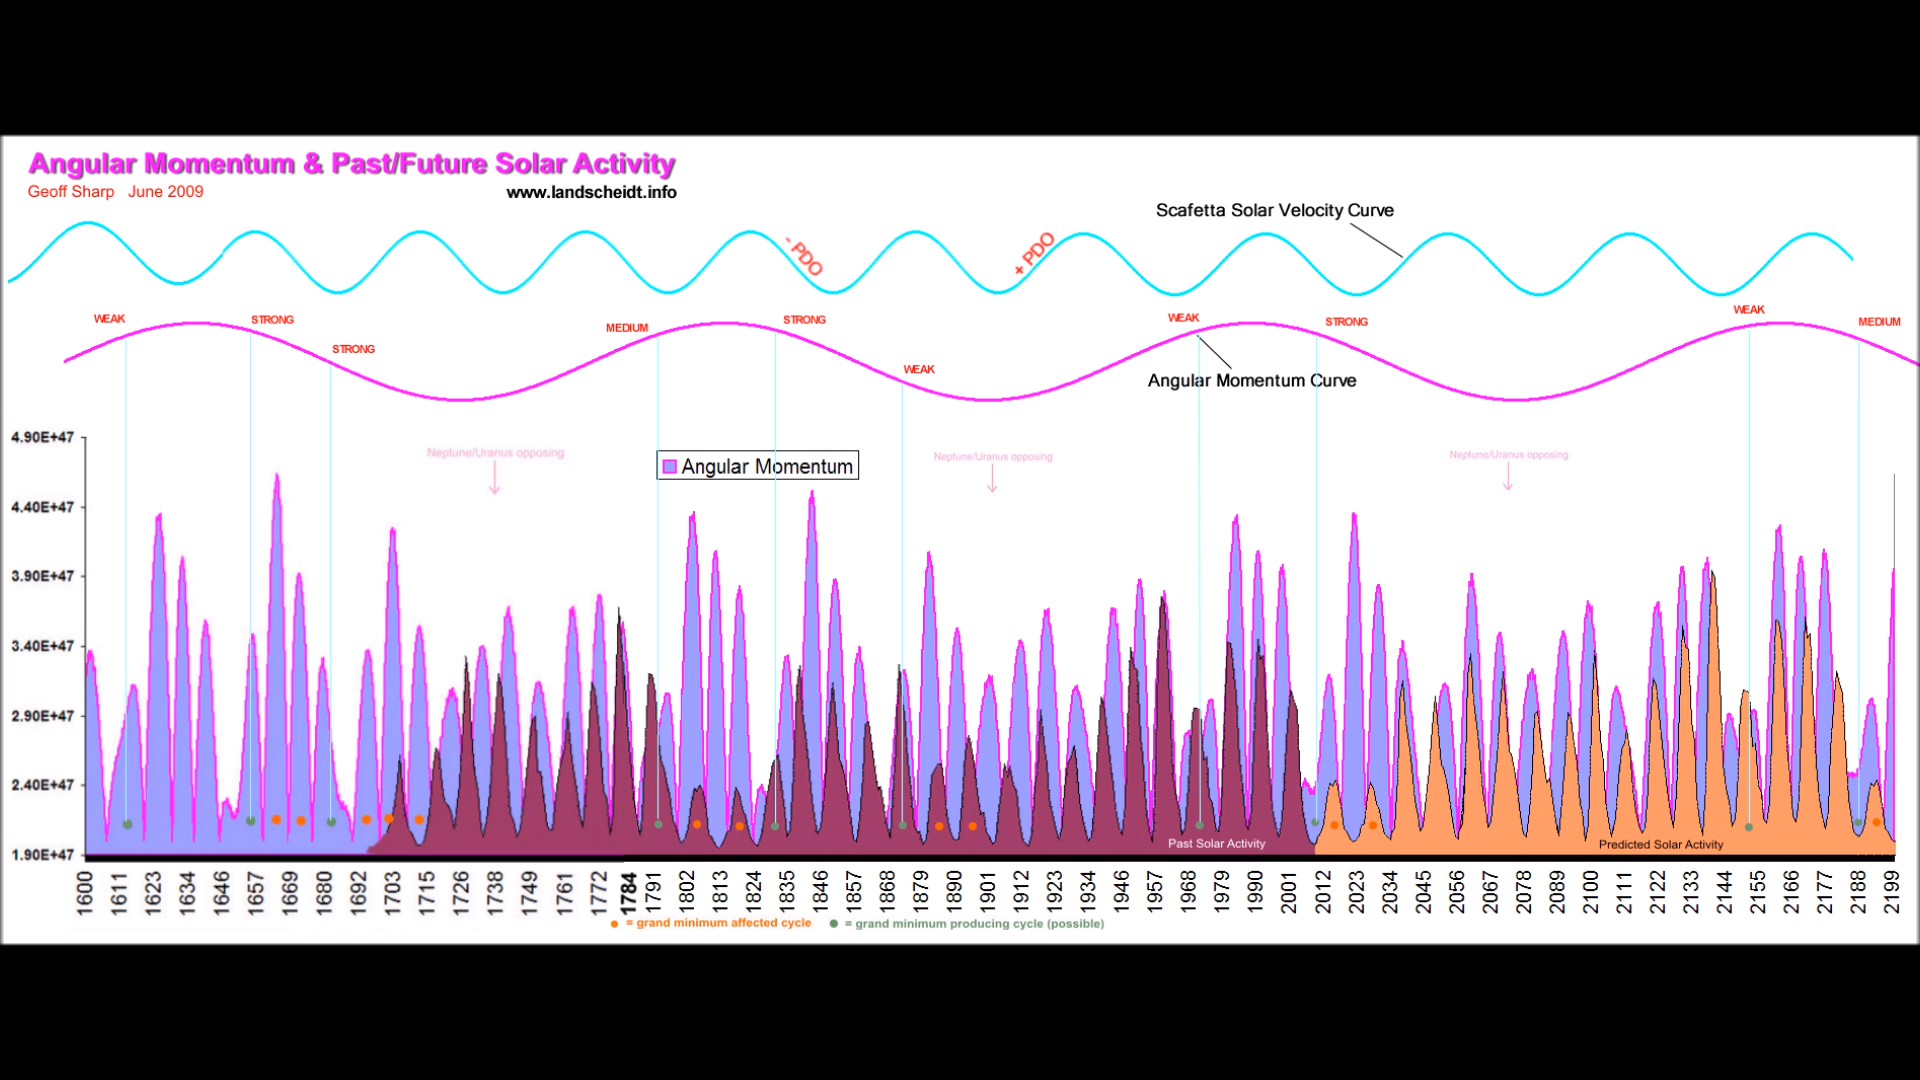 Angular Momentum & Past/Future Solar Activity
Geoff Sharp June 2009
www.landscheidt.info
Scafetta Solar Velocity Curve
- PDO
+ PDO
WEAK
STRONG
STRONG
MEDIUM
STRONG
WEAK
WEAK
STRONG
WEAK
MEDIUM
Angular Momentum Curve
4.90E+47
4.40E+47
3.90E+47
3.40E+47
2.90E+47
2.40E+47
1.90E+47
Neptune/Uranus opposing
Angular Momentum
Neptune/Uranus opposing
Neptune/Uranus opposing
Past Solar Activity
Predicted Solar Activity
1600 1611 1623 1634 1646 1657 1669 1680 1692 1703 1715 1726 1738 1749 1761 1772 1784 1791 1802 1813 1824 1835 1846 1857 1868 1879 1890 1901 1912 1923 1934 1946 1957 1968 1979 1990 2001 2012 2023 2034 2045 2056 2067 2078 2089 2100 2111 2122 2133 2144 2155 2166 2177 2188 2199
= grand minimum affected cycle
= grand minimum producing cycle (possible)